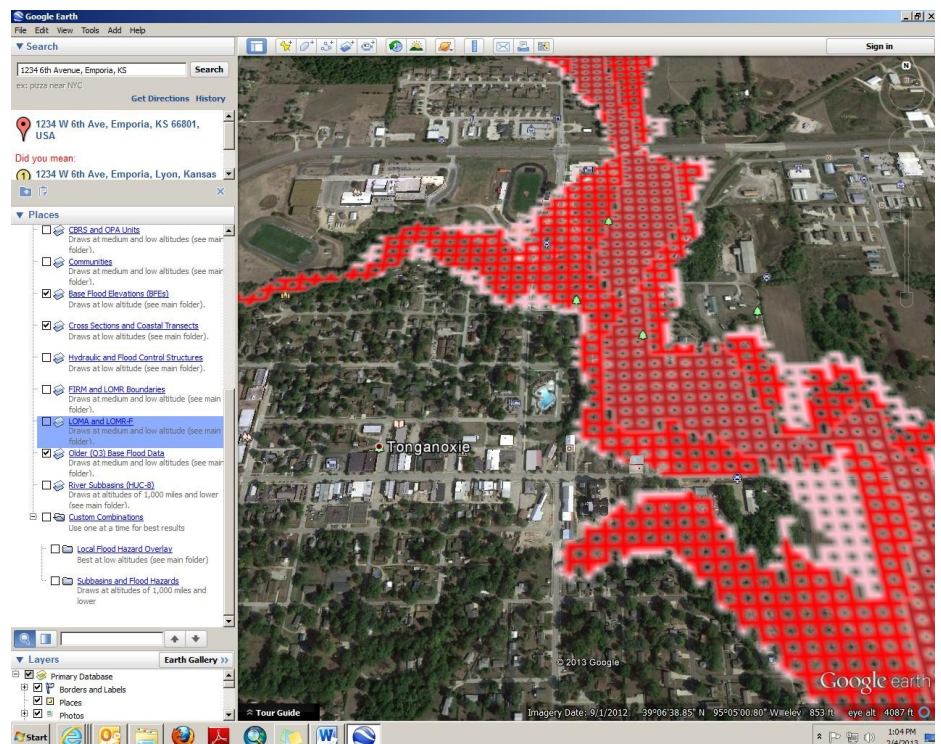 Google Earth
File Edit View Tools Add Help
Search
Sign in
1234 6th Avenue, Emporia, KS
Search
ex: pizza near NYC
Get Directions History
1234 W 6th Ave, Emporia, KS 66801,
USA
Did you mean:
1 1234 W 6th Ave, Emporia, Lyon, Kansas
Places
CBRS and OPA Units
Draws at medium and low altitudes (see main
folder).
Communities
Draws at medium and low altitude (see main
folder).
Base Flood Elevations (BFEs)
Draws at low altitude (see main folder).
Cross Sections and Coastal Transects
Draws at low altitudes (see main folder).
Hydraulic and Flood Control Structures
Draws at low altitude (see main folder).
FIRM and LOMR Boundaries
Draws at medium and low altitude (see main
folder).
LOMA and LOMR-F
Draws at medium and low altitude (see main
folder).
Older (Q3) Base Flood Data
Draws at medium and low altitude (see main
folder).
River Subbasins (HUC-8)
Draws at altitudes of 1,000 miles and lower
(see main folder).
Custom Combinations
Use one at a time for best results
Local Flood Hazard Overlay
Best at low altitudes (see main folder)
Subbasins and Flood Hazards
Draws at altitudes of 1,000 miles and
lower
Layers
Earth Gallery >>
Primary Database
Borders and Labels
Places
Photos
N
Tonganoxie
© 2013 Google
Google earth
Tour Guide
Imagery Date: 9/1/2012 39°06'38.85" N 95°05'00.80" W elev 853 ft eye alt 4087 ft
Start
1:04 PM
2/4/2013